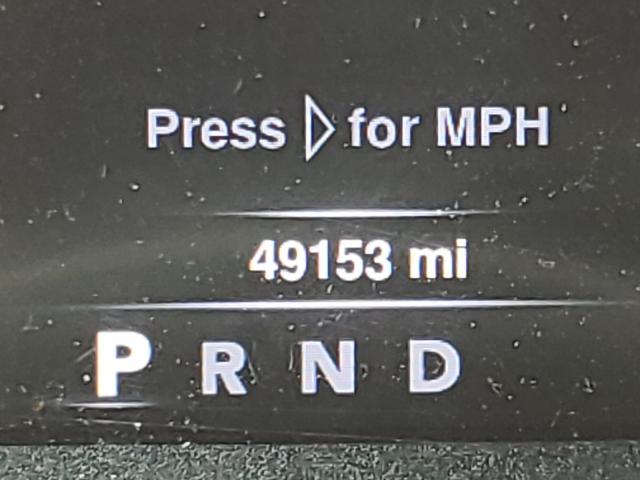 Press ▷ for MPH
49153 mi
P R N D